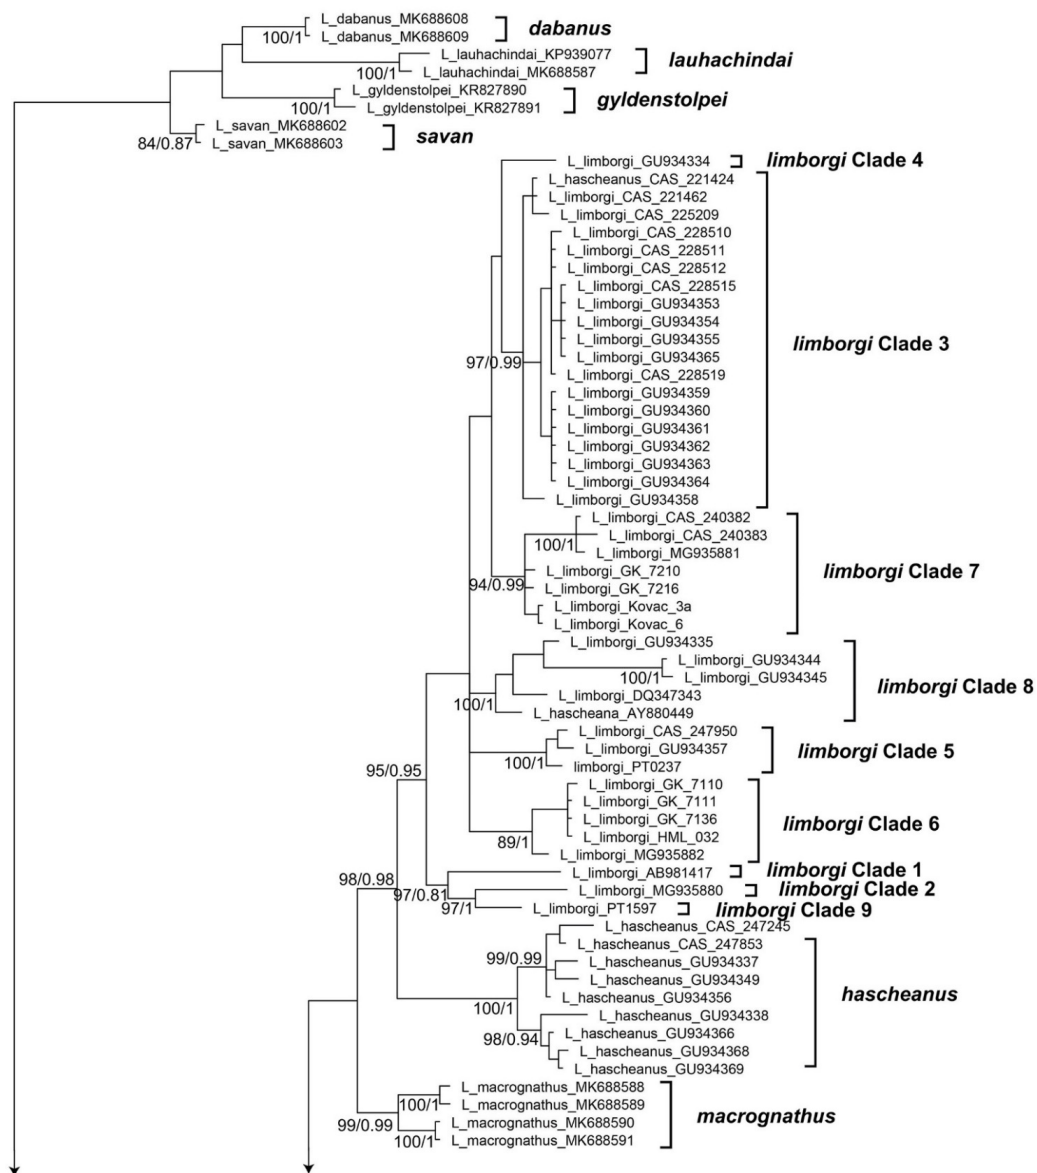 L_dabanus_MK688608
L_dabanus_MK688609
100/1
dabanus
L_lauhachindai_KP939077
L_lauhachindai_MK688587
100/1
lauhachindai
L_gyldenstolpei_KR827890
L_gyldenstolpei_KR827891
100/1
gyldenstolpei
L_savan_MK688602
L_savan_MK688603
84/0.87
savan
L_limborgi_GU934334
limborgi Clade 4
L_hascheanus_CAS_221424
L_limborgi_CAS_221462
L_limborgi_CAS_225209
L_limborgi_CAS_228510
L_limborgi_CAS_228511
L_limborgi_CAS_228512
L_limborgi_CAS_228515
L_limborgi_GU934353
L_limborgi_GU934354
L_limborgi_GU934355
L_limborgi_GU934365
97/0.99
L_limborgi_CAS_228519
L_limborgi_GU934359
L_limborgi_GU934360
L_limborgi_GU934361
L_limborgi_GU934362
L_limborgi_GU934363
L_limborgi_GU934364
L_limborgi_GU934358
limborgi Clade 3
L_limborgi_CAS_240382
L_limborgi_CAS_240383
100/1
L_limborgi_MG935881
L_limborgi_GK_7210
94/0.99
L_limborgi_GK_7216
L_limborgi_Kovac_3a
L_limborgi_Kovac_6
limborgi Clade 7
L_limborgi_GU934335
L_limborgi_GU934344
100/1
L_limborgi_GU934345
L_limborgi_DQ347343
100/1
L_hascheana_AY880449
limborgi Clade 8
L_limborgi_CAS_247950
L_limborgi_GU934357
100/1
limborgi_PT0237
limborgi Clade 5
95/0.95
L_limborgi_GK_7110
L_limborgi_GK_7111
L_limborgi_GK_7136
L_limborgi_HML_032
89/1
L_limborgi_MG935882
limborgi Clade 6
L_limborgi_AB981417
limborgi Clade 1
98/0.98
97/0.81
L_limborgi_MG935880
limborgi Clade 2
97/1
L_limborgi_PT1597
limborgi Clade 9
L_hascheanus_CAS_247245
L_hascheanus_CAS_247853
99/0.99
L_hascheanus_GU934337
L_hascheanus_GU934349
L_hascheanus_GU934356
100/1
L_hascheanus_GU934338
L_hascheanus_GU934366
98/0.94
L_hascheanus_GU934368
L_hascheanus_GU934369
hascheanus
L_macrognathus_MK688588
100/1
L_macrognathus_MK688589
99/0.99
L_macrognathus_MK688590
100/1
L_macrognathus_MK688591
macrognathus